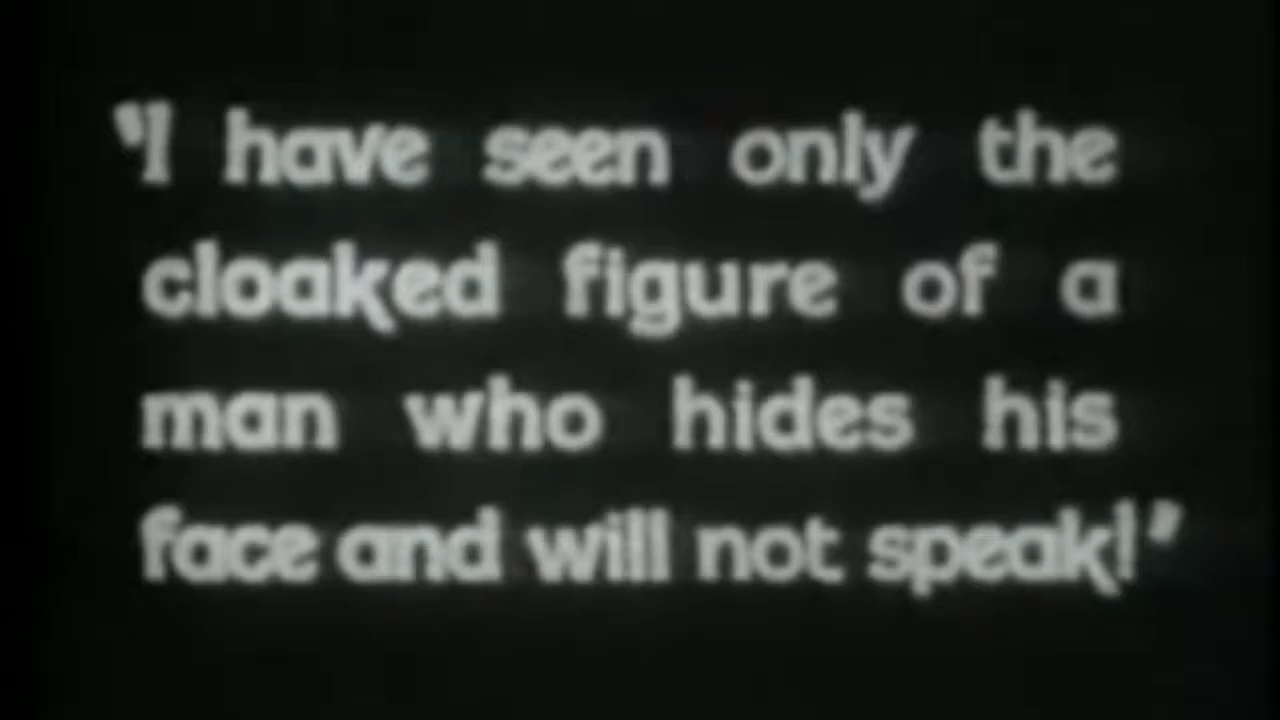 "I have seen only the
cloaked figure of a
man who hides his
face and will not speak!"